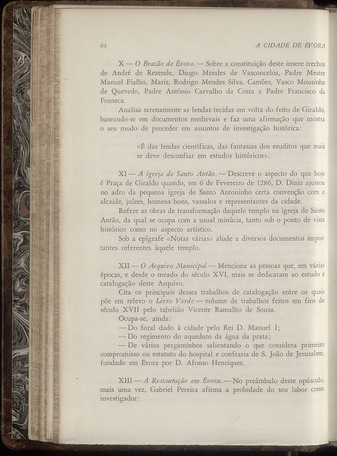 64
A CIDADE DE ÉVORA
X — O Brazão de Évora. — Sobre a constituição deste insere trechos
de André de Rezende, Diogo Mendes de Vasconcelos, Padre Mestre
Manuel Fialho, Mariz, Rodrigo Mendes Silva, Camões, Vasco Mousinho
de Quevedo, Padre António Carvalho da Costa e Padre Francisco da
Fonseca.
Analisa serenamente as lendas tecidas em volta do feito de Giraldo,
baseando-se em documentos medievais e faz uma afirmação que mostra
o seu modo de proceder em assuntos de investigação histórica:
«É das lendas científicas, das fantasias dos eruditos que mais
se deve desconfiar em estudos históricos».
XI — A igreja de Santo Antão. — Descreve o aspecto do que hoje
é Praça de Giraldo quando, em 6 de Fevereiro de 1286, D. Diniz ajustou
no adro da pequena igreja de Santo Antoninho certa convenção com o
alcaide, juízes, homens bons, vassalos e representantes da cidade.
Refere as obras de transformação daquele templo na igreja de Santo
Antão, da qual se ocupa com a usual minúcia, tanto sob o ponto de vista
histórico como no aspecto artístico.
Sob a epígrafe «Notas várias» alude a diversos documentos impor-
tantes referentes àquele templo.
XII — O Arquivo Municipal — Menciona as pessoas que, em várias
épocas, e desde o meado do século XVI, mais se dedicaram ao estudo e
catalogação deste Arquivo.
Cita os principais desses trabalhos de catalogação entre os quais
põe em relevo o Livro Verde — volume de trabalhos feitos em fins do
século XVII pelo tabelião Vicente Ramalho de Sousa.
Ocupa-se, ainda:
— Do foral dado à cidade pelo Rei D. Manuel I;
— Do regimento do aqueduto da água da prata;
— De vários pergaminhos salientando o que considera primeiro
compromisso ou estatuto do hospital e confraria de S. João de Jerusalem,
fundado em Évora por D. Afonso Henriques.
XIII — A Restauração em Évora. — No preâmbulo deste opúsculo,
mais uma vez, Gabriel Pereira afirma a probidade do seu labor como
investigador: